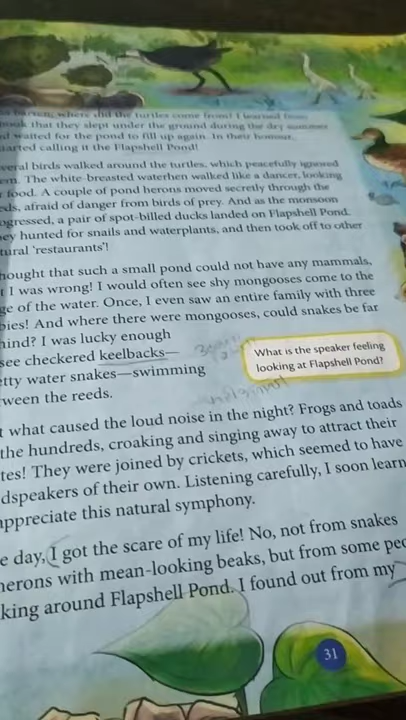 barren, where did the turtles come from? I learned from
book that they slept under the ground during the dry summer
d waited for the pond to fill up again. In their honour,
tarted calling it the Flapshell Pond!
veral birds walked around the turtles, which peacefully ignored
em. The white-breasted waterhen walked like a dancer, looking
food. A couple of pond herons moved secretly through the
eds, afraid of danger from birds of prey. And as the monsoon
ogressed, a pair of spot-billed ducks landed on Flapshell Pond.
ey hunted for snails and waterplants, and then took off to other
tural 'restaurants'!
hought that such a small pond could not have any mammals,
t I was wrong! I would often see shy mongooses come to the
ge of the water. Once, I even saw an entire family with three
bies! And where there were mongooses, could snakes be far
hind? I was lucky enough
see checkered keelbacks—
etty water snakes—swimming
ween the reeds.
What is the speaker feeling
looking at Flapshell Pond?
t what caused the loud noise in the night? Frogs and toads
the hundreds, croaking and singing away to attract their
tes! They were joined by crickets, which seemed to have
dspeakers of their own. Listening carefully, I soon learn
appreciate this natural symphony.
e day, I got the scare of my life! No, not from snakes
herons with mean-looking beaks, but from some peo
king around Flapshell Pond. I found out from my
31